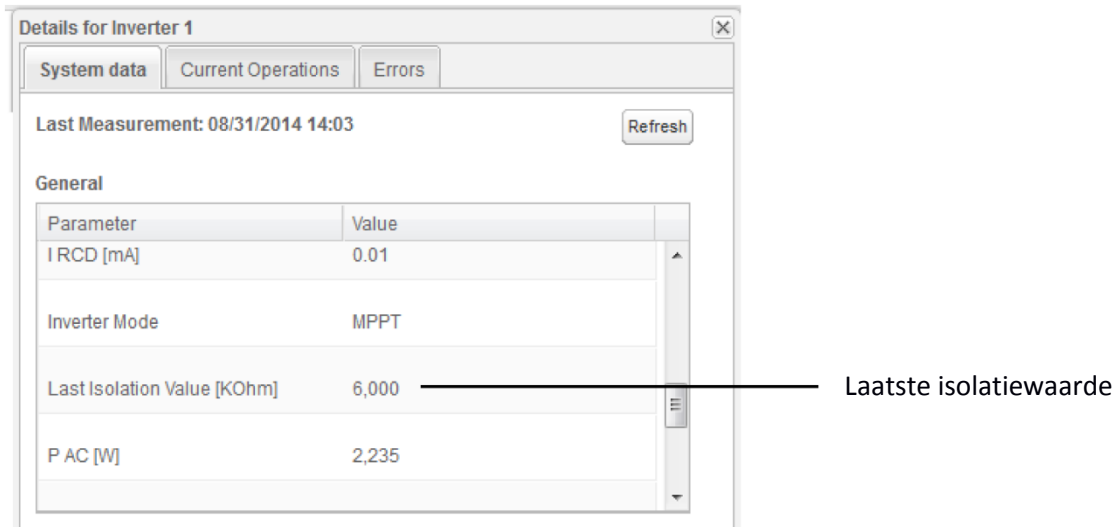 Details for Inverter 1
System data Current Operations Errors
Last Measurement: 08/31/2014 14:03 Refresh
General
Parameter Value
I RCD [mA] 0.01
Inverter Mode MPPT
Last Isolation Value [KOhm] 6,000 Laatste isolatiewaarde
P AC [W] 2,235